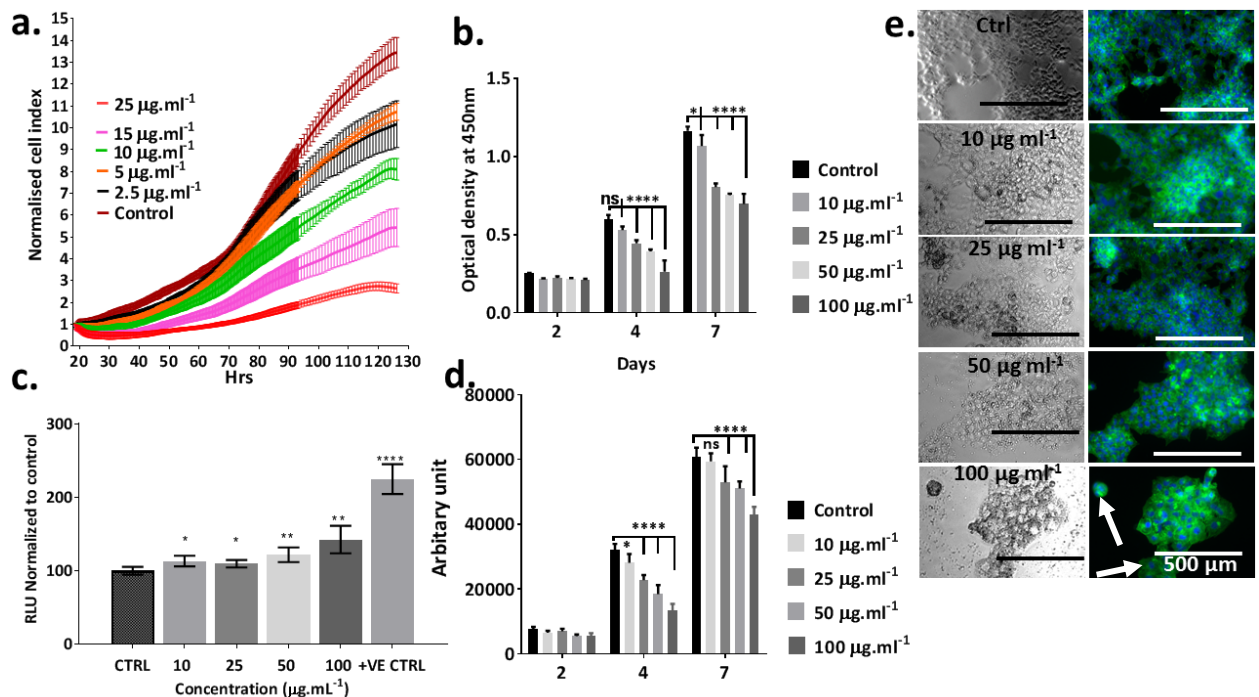 a.
15
14
13
12
11
10
9
8
7
6
5
4
3
2
1
0
Normalised cell index
25 µg.ml-1
15 µg.ml-1
10 µg.ml-1
5 µg.ml-1
2.5 µg.ml-1
Control
20 30 40 50 60 70 80 90 100 110 120 130
Hrs
b.
1.5
1.0
0.5
0.0
Optical density at 450nm
ns ****
* ****
2 4 7
Days
Control
10 µg.ml-1
25 µg.ml-1
50 µg.ml-1
100 µg.ml-1
c.
300
200
100
0
RLU Normalized to control
* * ** ** ****
CTRL 10 25 50 100 +VE CTRL
Concentration (µg.mL-1)
d.
80000
60000
40000
20000
0
Arbitary unit
****
*
****
ns
2 4 7
Control
10 µg.ml-1
25 µg.ml-1
50 µg.ml-1
100 µg.ml-1
e.
Ctrl
10 µg ml-1
25 µg ml-1
50 µg ml-1
100 µg ml-1
500 µm